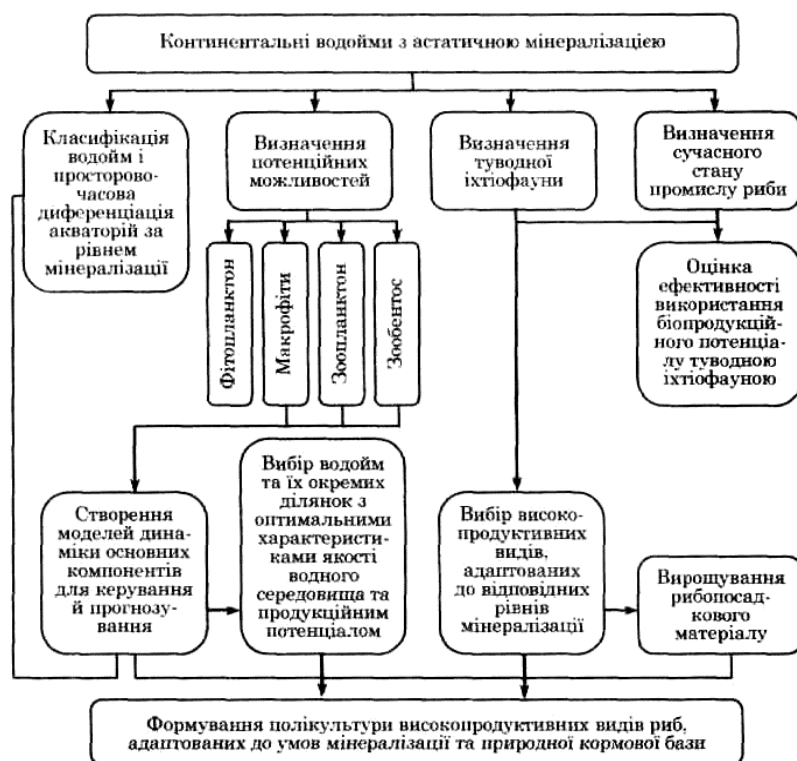 Континентальні водойми з астатичною мінералізацією
Класифікація
водойм і
просторово-
часова
диференціація
акваторій за
рівнем
мінералізації
Визначення
потенційних
можливостей
Визначення
туводної
іхтіофауни
Визначення
сучасного
стану
промислу риби
Фітопланктон
Макрофіти
Зоопланктон
Зообентос
Оцінка
ефективності
використання
біопродукцій-
ного потенціа-
лу туводною
іхтіофауною
Створення
моделей дина-
міки основних
компонентів
для керування
й прогнозу-
вання
Вибір водойм
та їх окремих
ділянок з
оптимальними
характеристи-
ками якості
водного
середовища та
продукційним
потенціалом
Вибір високо-
продуктивних
видів,
адаптованих
до відповідних
рівнів
мінералізації
Вирощування
рибопосад-
кового
матеріалу
Формування полікультури високопродуктивних видів риб,
адаптованих до умов мінералізації та природної кормової бази